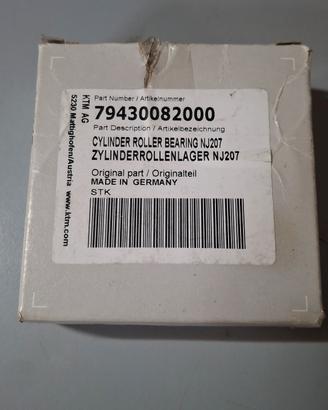 KTM AG
5230 Mattighofen/Austria www.ktm.com
Part Number / Artikelnummer
79430082000
Part Description / Artikelbezeichnung
CYLINDER ROLLER BEARING NJ207
ZYLINDERROLLENLAGER NJ207
Original part / Originalteil
MADE IN GERMANY
STK